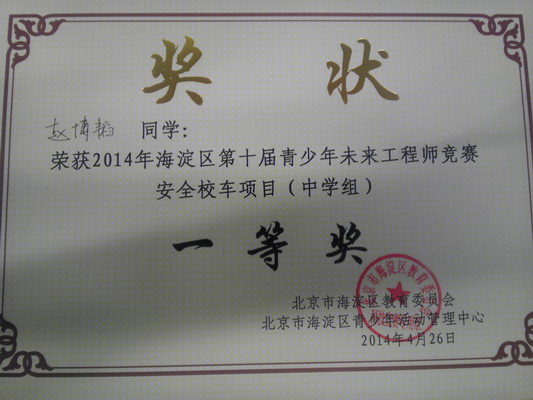 奖状
赵博韬 同学:
荣获2014年海淀区第十届青少年未来工程师竞赛
安全校车项目（中学组）
一等奖
北京市海淀区教育委员会
北京市海淀区青少年活动管理中心
2014年4月26日